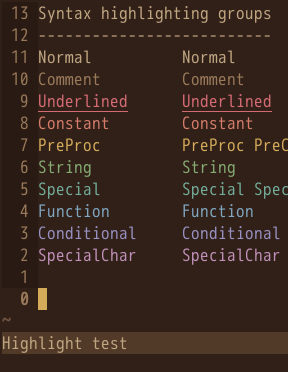 13 Syntax highlighting groups
12 --------------------------
11 Normal          Normal
10 Comment         Comment
9 Underlined      Underlined
8 Constant        Constant
7 PreProc         PreProc PreC
6 String          String
5 Special         Special Spec
4 Function        Function
3 Conditional     Conditional
2 SpecialChar     SpecialChar
1
0
~
Highlight test